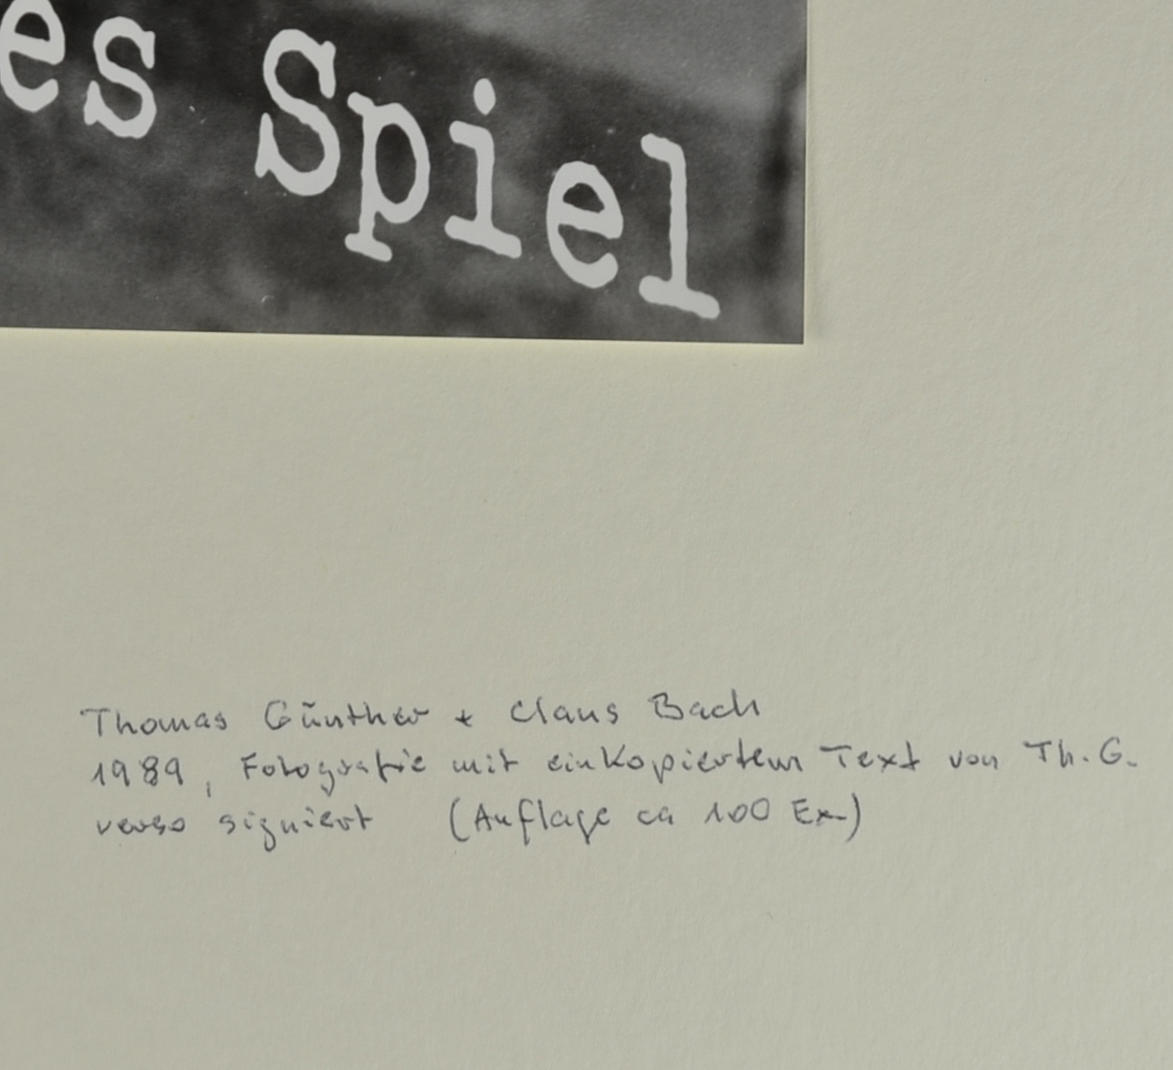 es Spiel
Thomas Günther + Claus Bach
1989, Fotografie mit einkopiertem Text von Th. G.
verso signiert (Auflage ca 100 Ex.)